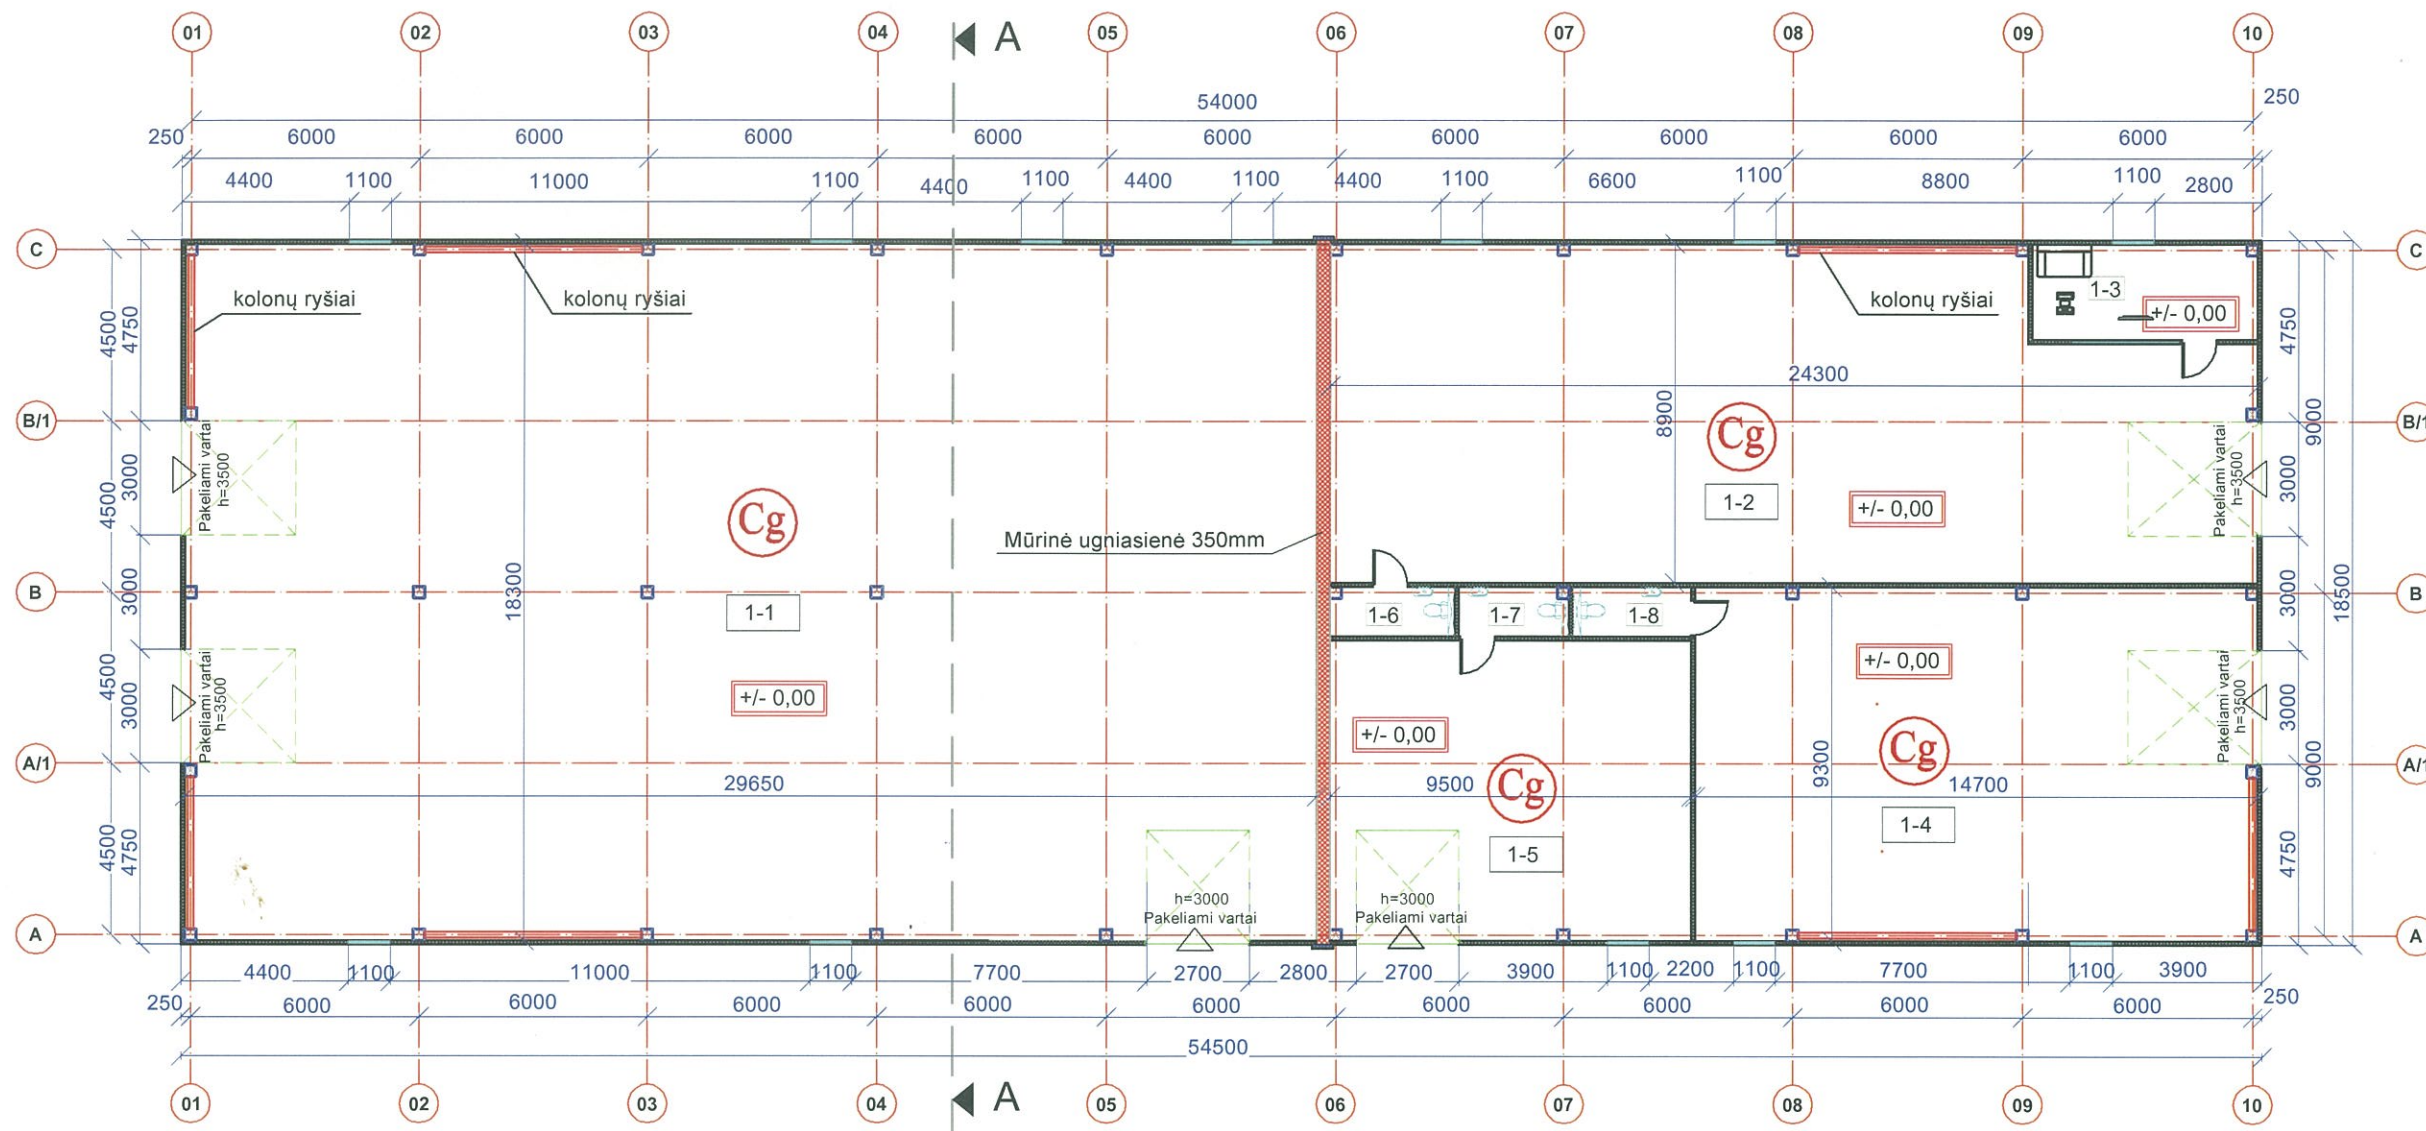 01 02 03 04 A 05 06 07 08 09 10
54000 250
250 6000 6000 6000 6000 6000 6000 6000 6000 6000
4400 1100 11000 1100 4400 1100 4400 1100 4400 1100 6600 1100 8800 1100 2800
C C
kolonų ryšiai kolonų ryšiai kolonų ryšiai 1-3 +/- 0,00
4500 4750 4750
24300
8900 9000
B/1 B/1
Cg
Pakeliami vartai
h=3500
4500 3000
Cg
1-2
+/- 0,00
Pakeliami vartai
h=3500
3000
Mūrinė ugniasienė 350mm
B B
3000 18300 3000 18500
1-1
1-6 1-7 1-8
4500 3000
Pakeliami vartai
h=3500
+/- 0,00
+/- 0,00
+/- 0,00
Pakeliami vartai
h=3500
3000
9300 9000
Cg
Cg
A/1 A/1
29650 9500 14700
4500 4750 4750
1-4
1-5
h=3000
Pakeliami vartai
h=3000
Pakeliami vartai
A A
4400 1100 11000 1100 7700 2700 2800 2700 3900 1100 2200 1100 7700 1100 3900
250 6000 6000 6000 6000 6000 6000 6000 6000 6000 250
54500
01 02 03 04 A 05 06 07 08 09 10